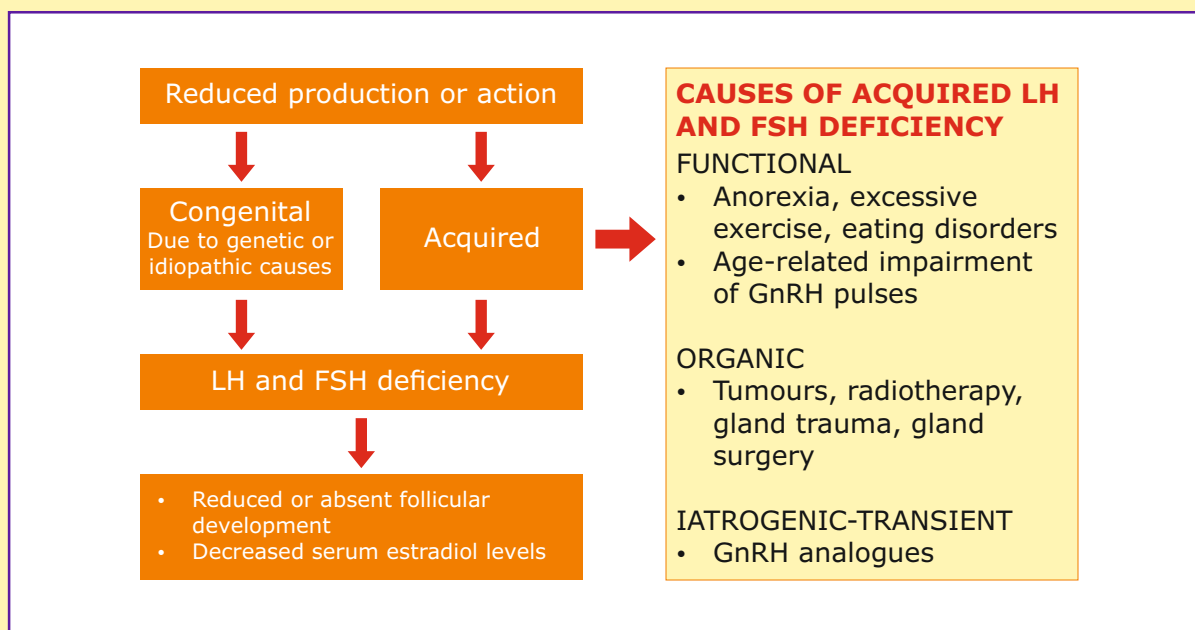 Reduced production or action
Congenital
Due to genetic or
idiopathic causes
Acquired
LH and FSH deficiency
• Reduced or absent follicular
development
• Decreased serum estradiol levels
CAUSES OF ACQUIRED LH
AND FSH DEFICIENCY
FUNCTIONAL
• Anorexia, excessive
exercise, eating disorders
• Age-related impairment
of GnRH pulses
ORGANIC
• Tumours, radiotherapy,
gland trauma, gland
surgery
IATROGENIC-TRANSIENT
• GnRH analogues